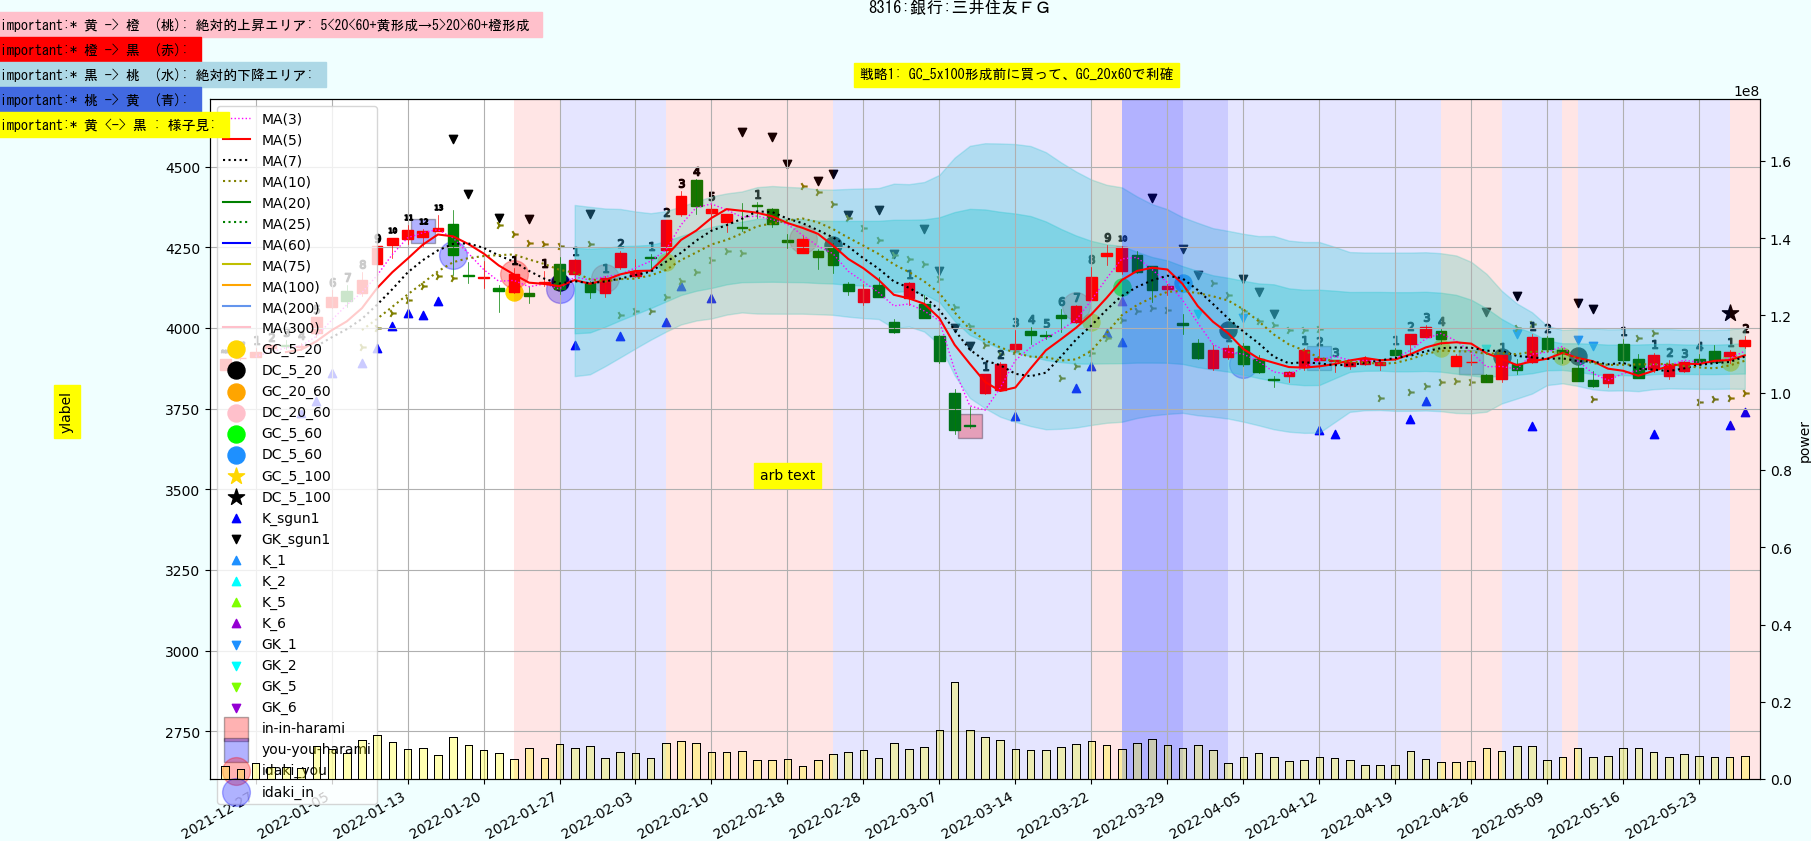 8316:銀行:三井住友ＦＧ
important:* 黄 -> 橙 （桃）: 絶対的上昇エリア: 5<20<60+黄形成→5>20>60+橙形成
important:* 橙 -> 黒 （赤）:
important:* 黒 -> 桃 （水）: 絶対的下降エリア:
戦略1: GC_5x100形成前に買って、GC_20x60で利確
important:* 桃 -> 黄 （青）:
important:* 黄 <-> 黒 : 様子見:
1e8
MA(3)
MA(5)
MA(7)
MA(10)
MA(20)
MA(25)
MA(60)
MA(75)
MA(100)
MA(200)
MA(300)
GC_5_20
DC_5_20
GC_20_60
DC_20_60
GC_5_60
DC_5_60
GC_5_100
DC_5_100
K_sgun1
GK_sgun1
K_1
K_2
K_5
K_6
GK_1
GK_2
GK_5
GK_6
in-in-harami
you-you-harami
idaki_you
idaki_in
4500
4250
4000
3750
3500
3250
3000
2750
ylabel
arb text
1.6
1.4
1.2
1.0
0.8
0.6
0.4
0.2
0.0
power
2021-12-27
2022-01-05
2022-01-13
2022-01-20
2022-01-27
2022-02-03
2022-02-10
2022-02-18
2022-02-28
2022-03-07
2022-03-14
2022-03-22
2022-03-29
2022-04-05
2022-04-12
2022-04-19
2022-04-26
2022-05-09
2022-05-16
2022-05-23